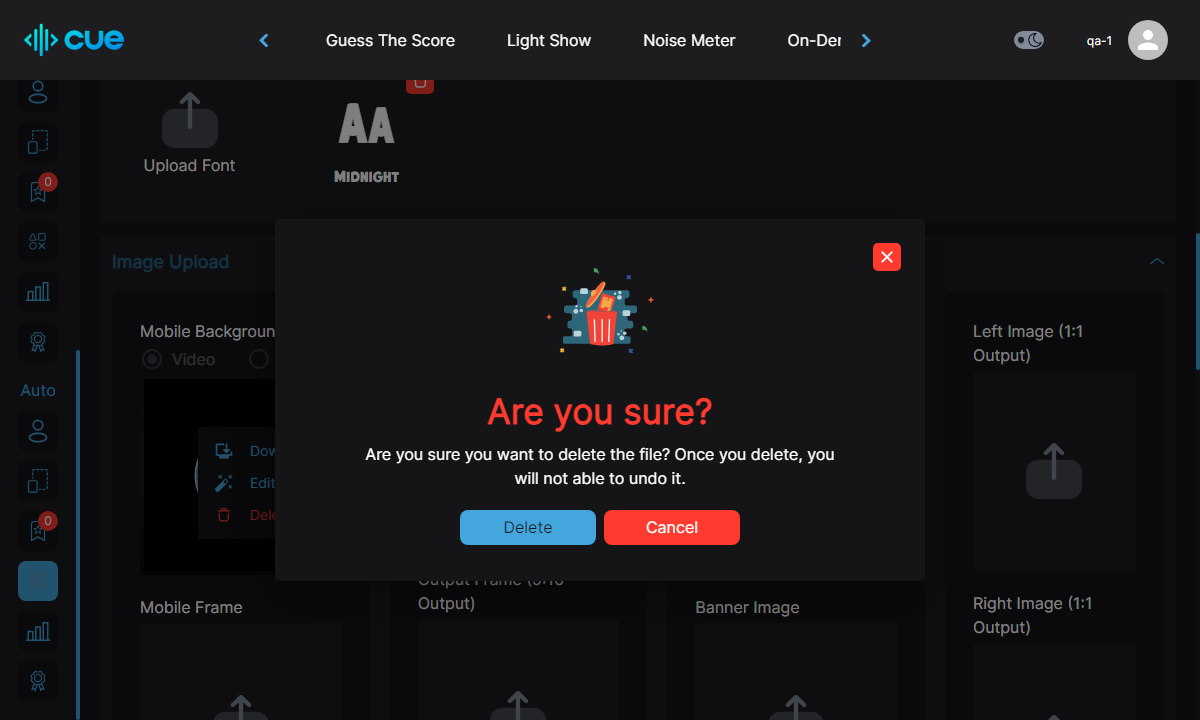 cue
Guess The Score
Light Show
Noise Meter
On-Der
qa-1
Upload Font
AA
MIDNIGHT
0
Image Upload
Mobile Backgroun
Video
Dow
Edit
Dele
Auto
0
Are you sure?
Are you sure you want to delete the file? Once you delete, you
will not able to undo it.
Delete
Cancel
Left Image (1:1
Output)
Mobile Frame
Output Frame (9:16
Output)
Banner Image
Right Image (1:1
Output)